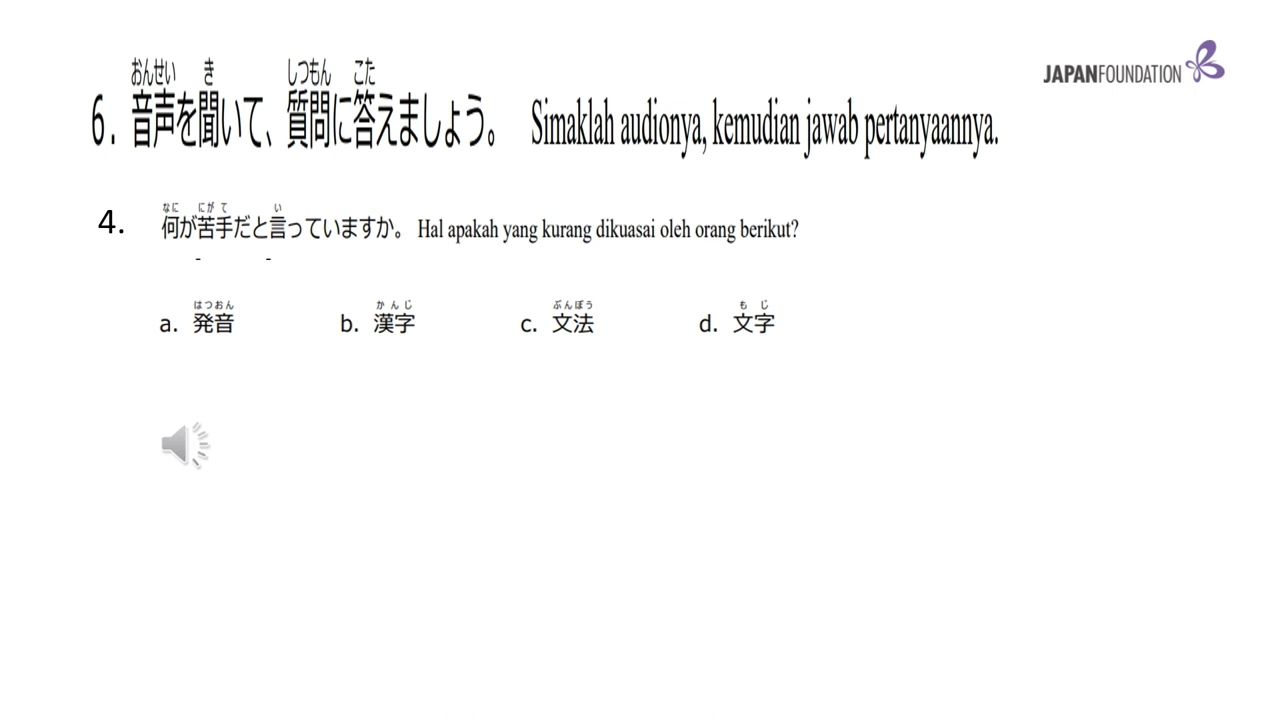 おんせい き しつもん こた
6. 音声を聞いて、質問に答えましょう。 Simaklah audionya, kemudian jawab pertanyaannya.
JAPANFOUNDATION
なに にが て い
4. 何が苦手だと言っていますか。 Hal apakah yang kurang dikuasai oleh orang berikut?
はつおん かんじ ぶんぽう もじ
a. 発音 b. 漢字 c. 文法 d. 文字